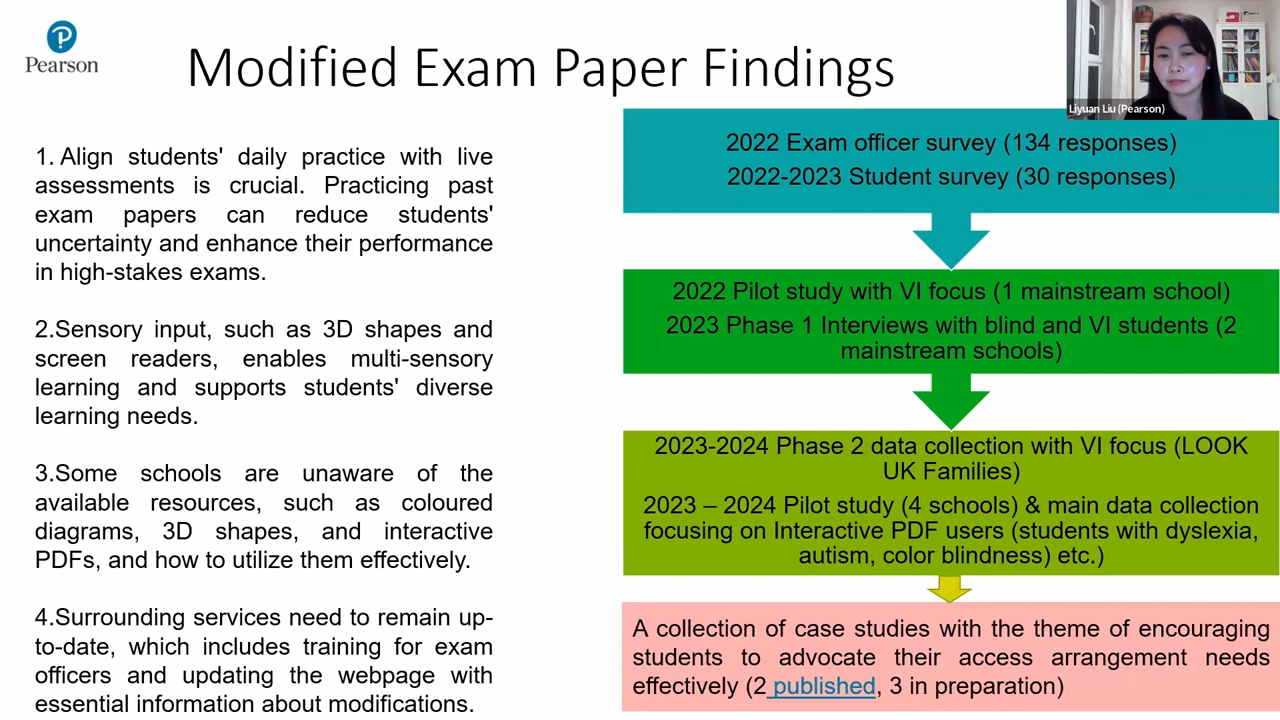 Pearson
Modified Exam Paper Findings
Liyuan Liu (Pearson)
1. Align students' daily practice with live
assessments is crucial. Practicing past
exam papers can reduce students'
uncertainty and enhance their performance
in high-stakes exams.
2.Sensory input, such as 3D shapes and
screen readers, enables multi-sensory
learning and supports students' diverse
learning needs.
3.Some schools are unaware of the
available resources, such as coloured
diagrams, 3D shapes, and interactive
PDFs, and how to utilize them effectively.
4.Surrounding services need to remain up-
to-date, which includes training for exam
officers and updating the webpage with
essential information about modifications.
2022 Exam officer survey (134 responses)
2022-2023 Student survey (30 responses)
2022 Pilot study with VI focus (1 mainstream school)
2023 Phase 1 Interviews with blind and VI students (2
mainstream schools)
2023-2024 Phase 2 data collection with VI focus (LOOK
UK Families)
2023 – 2024 Pilot study (4 schools) & main data collection
focusing on Interactive PDF users (students with dyslexia,
autism, color blindness) etc.)
A collection of case studies with the theme of encouraging
students to advocate their access arrangement needs
effectively (2 published, 3 in preparation)